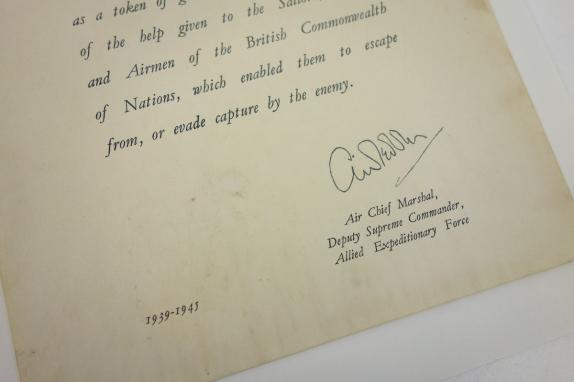 as a token of
of the help given to the
and Airmen of the British Commonwealth
of Nations, which enabled them to escape
from, or evade capture by the enemy.
Air Chief Marshal,
Deputy Supreme Commander,
Allied Expeditionary Force
1939-1945